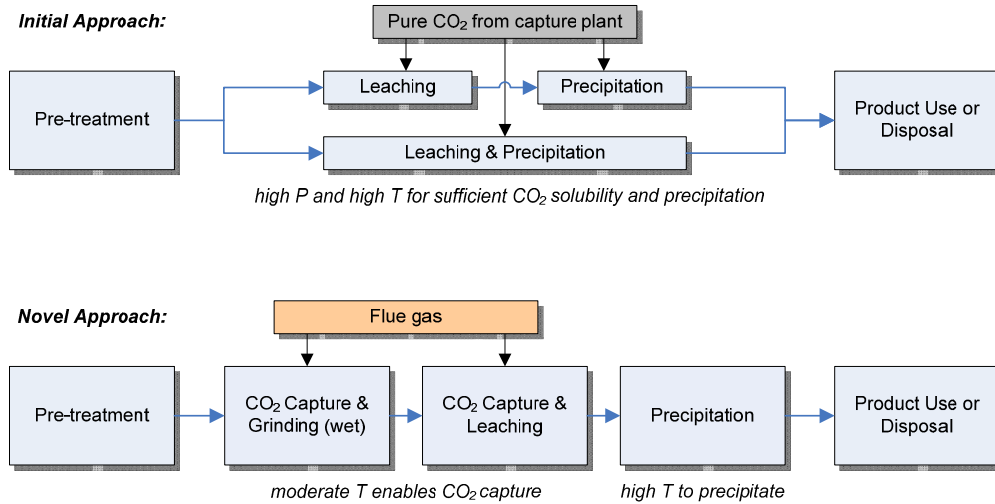 Initial Approach:
Pure CO₂ from capture plant
Pre-treatment
Leaching
Precipitation
Leaching & Precipitation
Product Use or
Disposal
high P and high T for sufficient CO₂ solubility and precipitation
Novel Approach:
Flue gas
Pre-treatment
CO₂ Capture &
Grinding (wet)
CO₂ Capture &
Leaching
Precipitation
Product Use or
Disposal
moderate T enables CO₂ capture
high T to precipitate